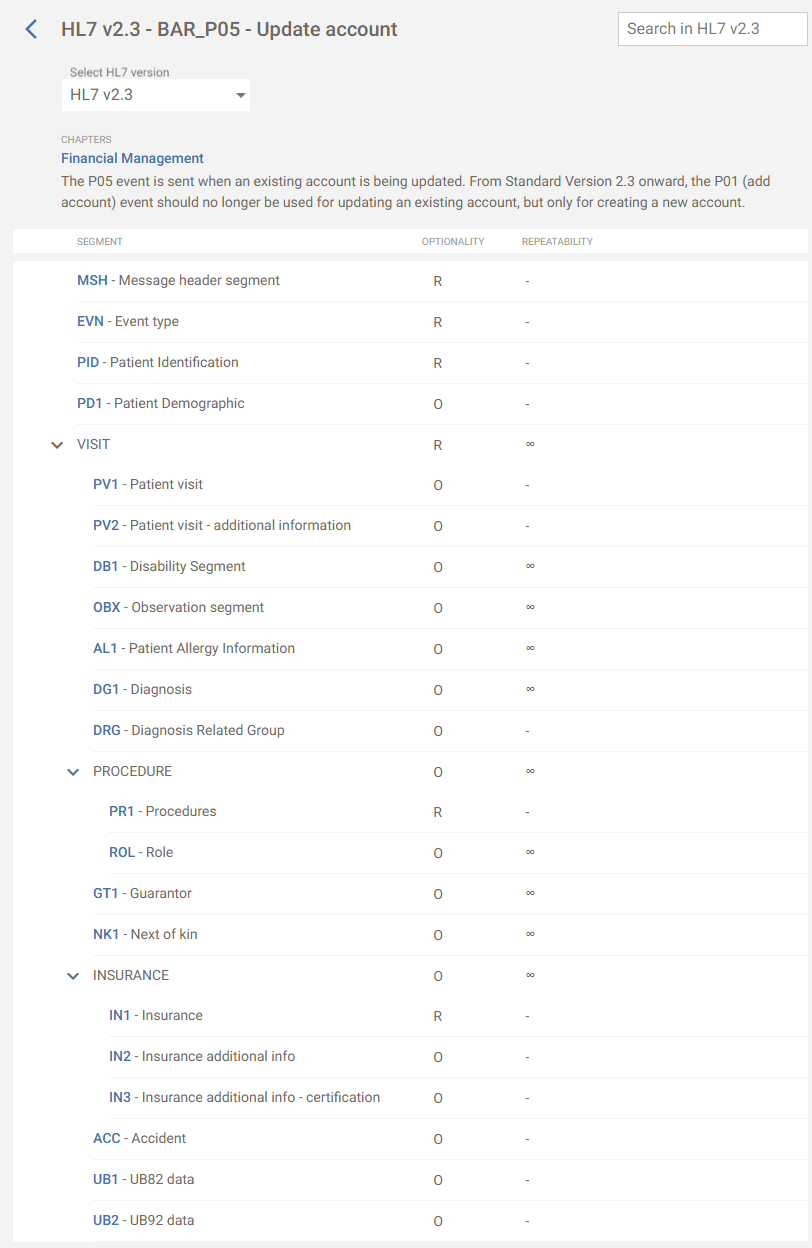 HL7 v2.3 - BAR_P05 - Update account
Search in HL7 v2.3
Select HL7 version
HL7 v2.3
CHAPTERS
Financial Management
The P05 event is sent when an existing account is being updated. From Standard Version 2.3 onward, the P01 (add
account) event should no longer be used for updating an existing account, but only for creating a new account.
SEGMENT OPTIONALITY REPEATABILITY
MSH - Message header segment R -
EVN - Event type R -
PID - Patient Identification R -
PD1 - Patient Demographic O -
VISIT R ∞
PV1 - Patient visit O -
PV2 - Patient visit - additional information O -
DB1 - Disability Segment O ∞
OBX - Observation segment O ∞
AL1 - Patient Allergy Information O ∞
DG1 - Diagnosis O ∞
DRG - Diagnosis Related Group O -
PROCEDURE O ∞
PR1 - Procedures R -
ROL - Role O ∞
GT1 - Guarantor O ∞
NK1 - Next of kin O ∞
INSURANCE O ∞
IN1 - Insurance R -
IN2 - Insurance additional info O -
IN3 - Insurance additional info - certification O -
ACC - Accident O -
UB1 - UB82 data O -
UB2 - UB92 data O -